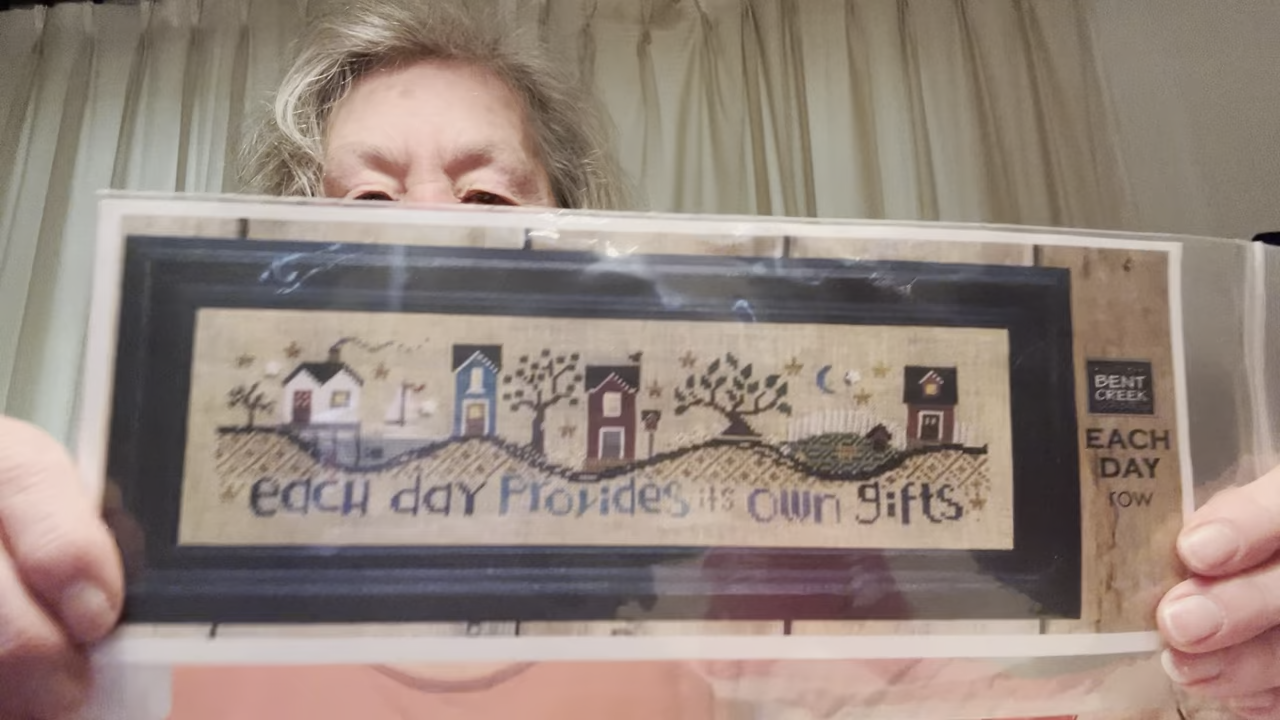 each day Provides its own gifts
BENT
CREEK
EACH
DAY
row